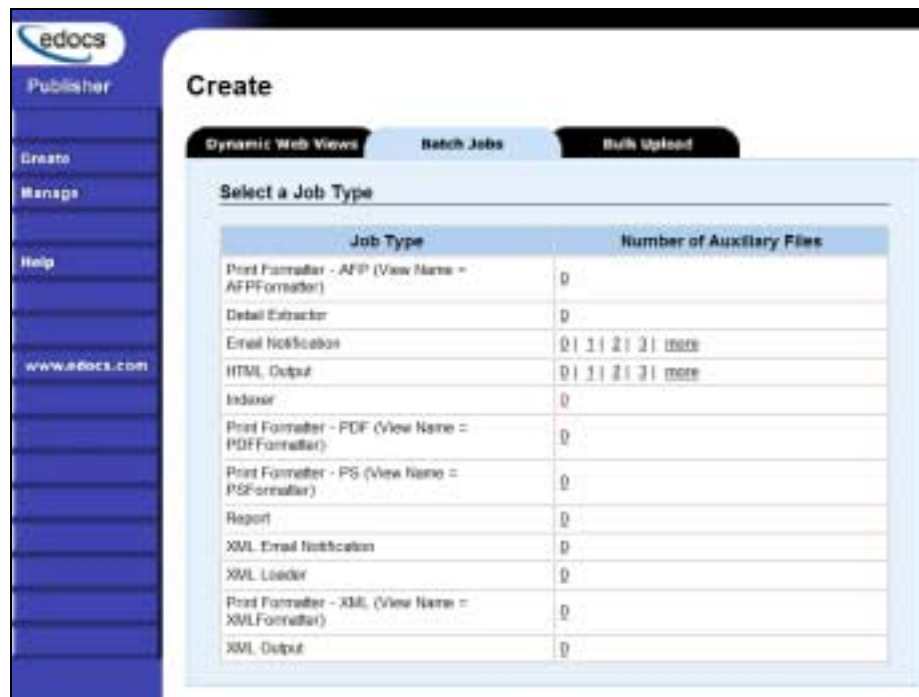 edocs
Publisher
Create
Manage
Help
www.edocs.com
Create
Dynamic Web Views
Batch Jobs
Bulk Upload
Select a Job Type
Job Type
Number of Auxiliary Files
Print Formatter - AFP (View Name =
AFPFormatter)
0
Detail Extractor
0
Email Notification
0 | 1 | 2 | 3 | more
HTML Output
0 | 1 | 2 | 3 | more
Indexer
0
Print Formatter - PDF (View Name =
PDFFormatter)
0
Print Formatter - PS (View Name =
PSFormatter)
0
Report
0
XML Email Notification
0
XML Loader
0
Print Formatter - XML (View Name =
XMLFormatter)
0
XML Output
0